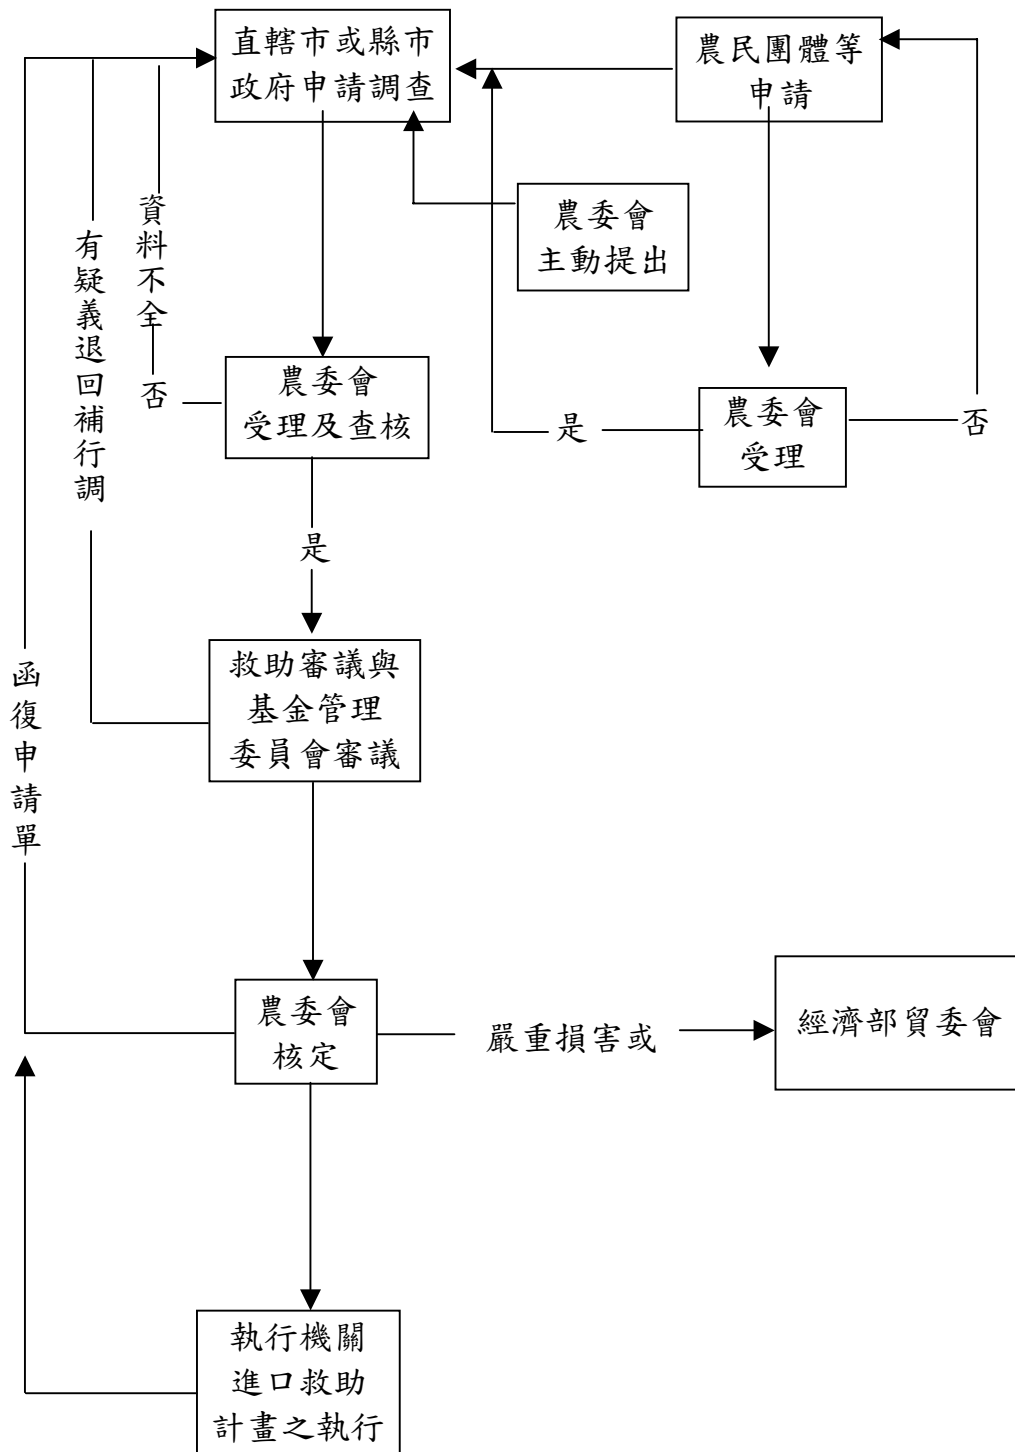 直轄市或縣市
政府申請調查
農民團體等
申請
農委會
主動提出
資料不全
否
有疑義退回補行調
農委會
受理及查核
是
農委會
受理
否
是
救助審議與
基金管理
委員會審議
函復申請單
農委會
核定
嚴重損害或
經濟部貿委會
執行機關
進口救助
計畫之執行